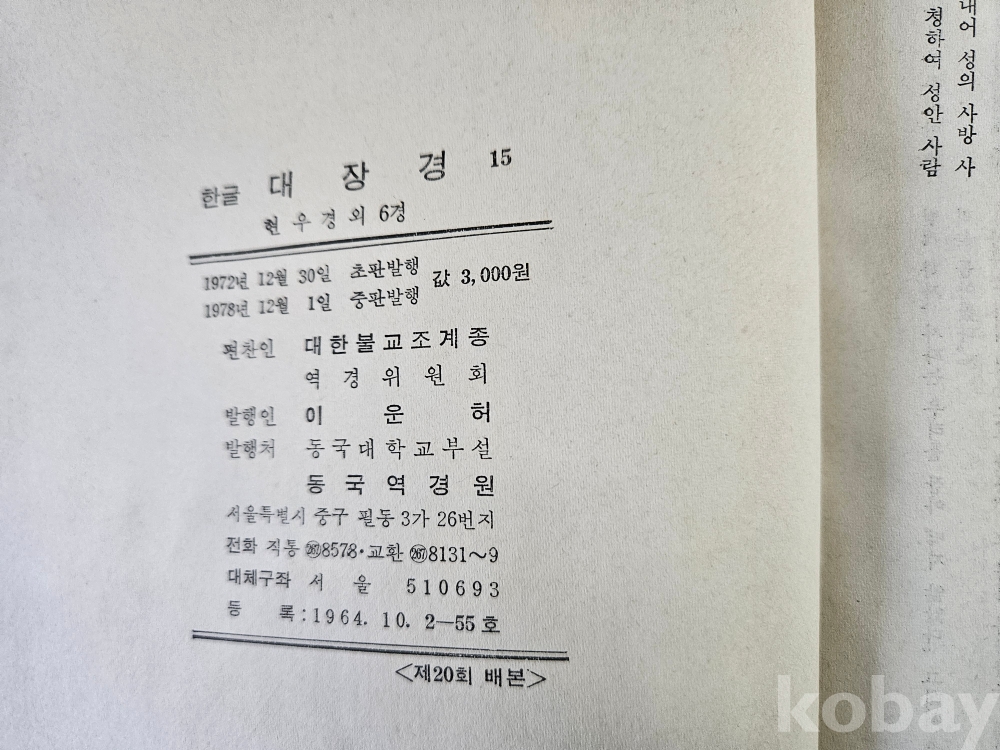 한글 대장경 15
현우경 외 6경
1972년 12월 30일 초판발행
1978년 12월 1일 중판발행
값 3,000원
편찬인 대한불교조계종
역경위원회
발행인 이운허
발행처 동국대학교부설
동국역경원
서울특별시 중구 필동 3가 26번지
전화 직통 ㉖⑦8578·교환 ㉖⑦8131~9
대체구좌 서울 510693
등록:1964. 10. 2—55호
<제20회 배본>
내어 성의 사방 사
청하여 성안 사람
kobay